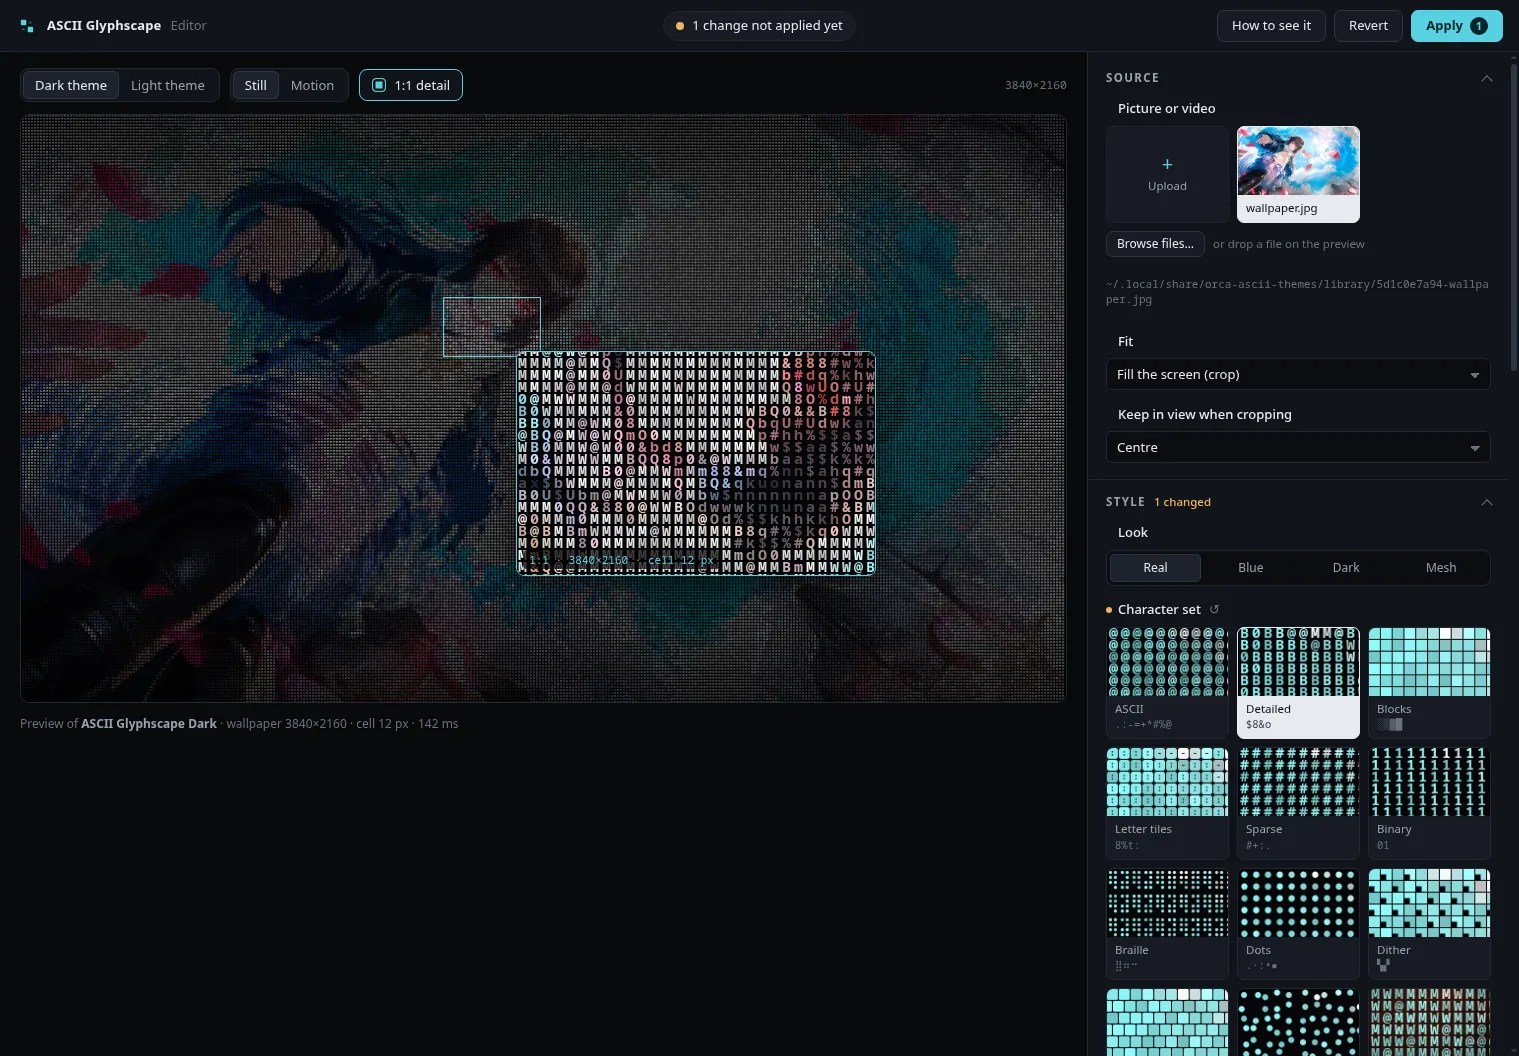 ASCII Glyphscape Editor
1 change not applied yet
How to see it
Revert
Apply 1
Dark theme
Light theme
Still
Motion
1:1 detail
3840×2160
1:1 · 3840×2160 · cell 12 px
Preview of ASCII Glyphscape Dark · wallpaper 3840×2160 · cell 12 px · 142 ms
SOURCE
Picture or video
+
Upload
wallpaper.jpg
Browse files...
or drop a file on the preview
~/.local/share/orca-ascii-themes/library/5d1c0e7a94-wallpa
per.jpg
Fit
Fill the screen (crop)
Keep in view when cropping
Centre
STYLE 1 changed
Look
Real
Blue
Dark
Mesh
Character set
ASCII
.:-=+*#%@
Detailed
$8&o
Blocks
Letter tiles
8%t:
Sparse
#+:.
Binary
01
Braille
Dots
Dither